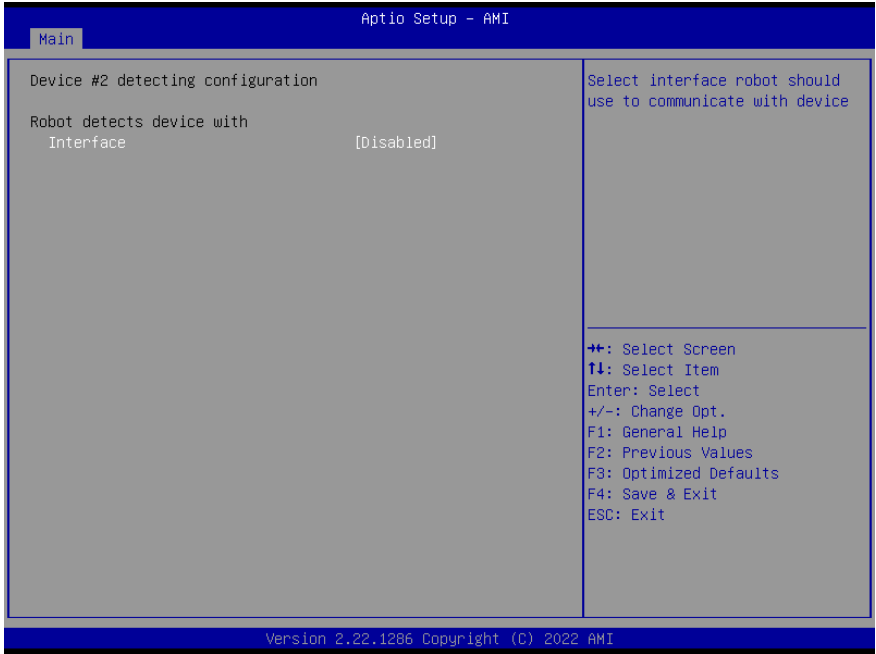 Aptio Setup - AMI
Main
Device #2 detecting configuration
Robot detects device with
Interface [Disabled]
Select interface robot should
use to communicate with device
→←: Select Screen
↑↓: Select Item
Enter: Select
+/-: Change Opt.
F1: General Help
F2: Previous Values
F3: Optimized Defaults
F4: Save & Exit
ESC: Exit
Version 2.22.1286 Copyright (C) 2022 AMI